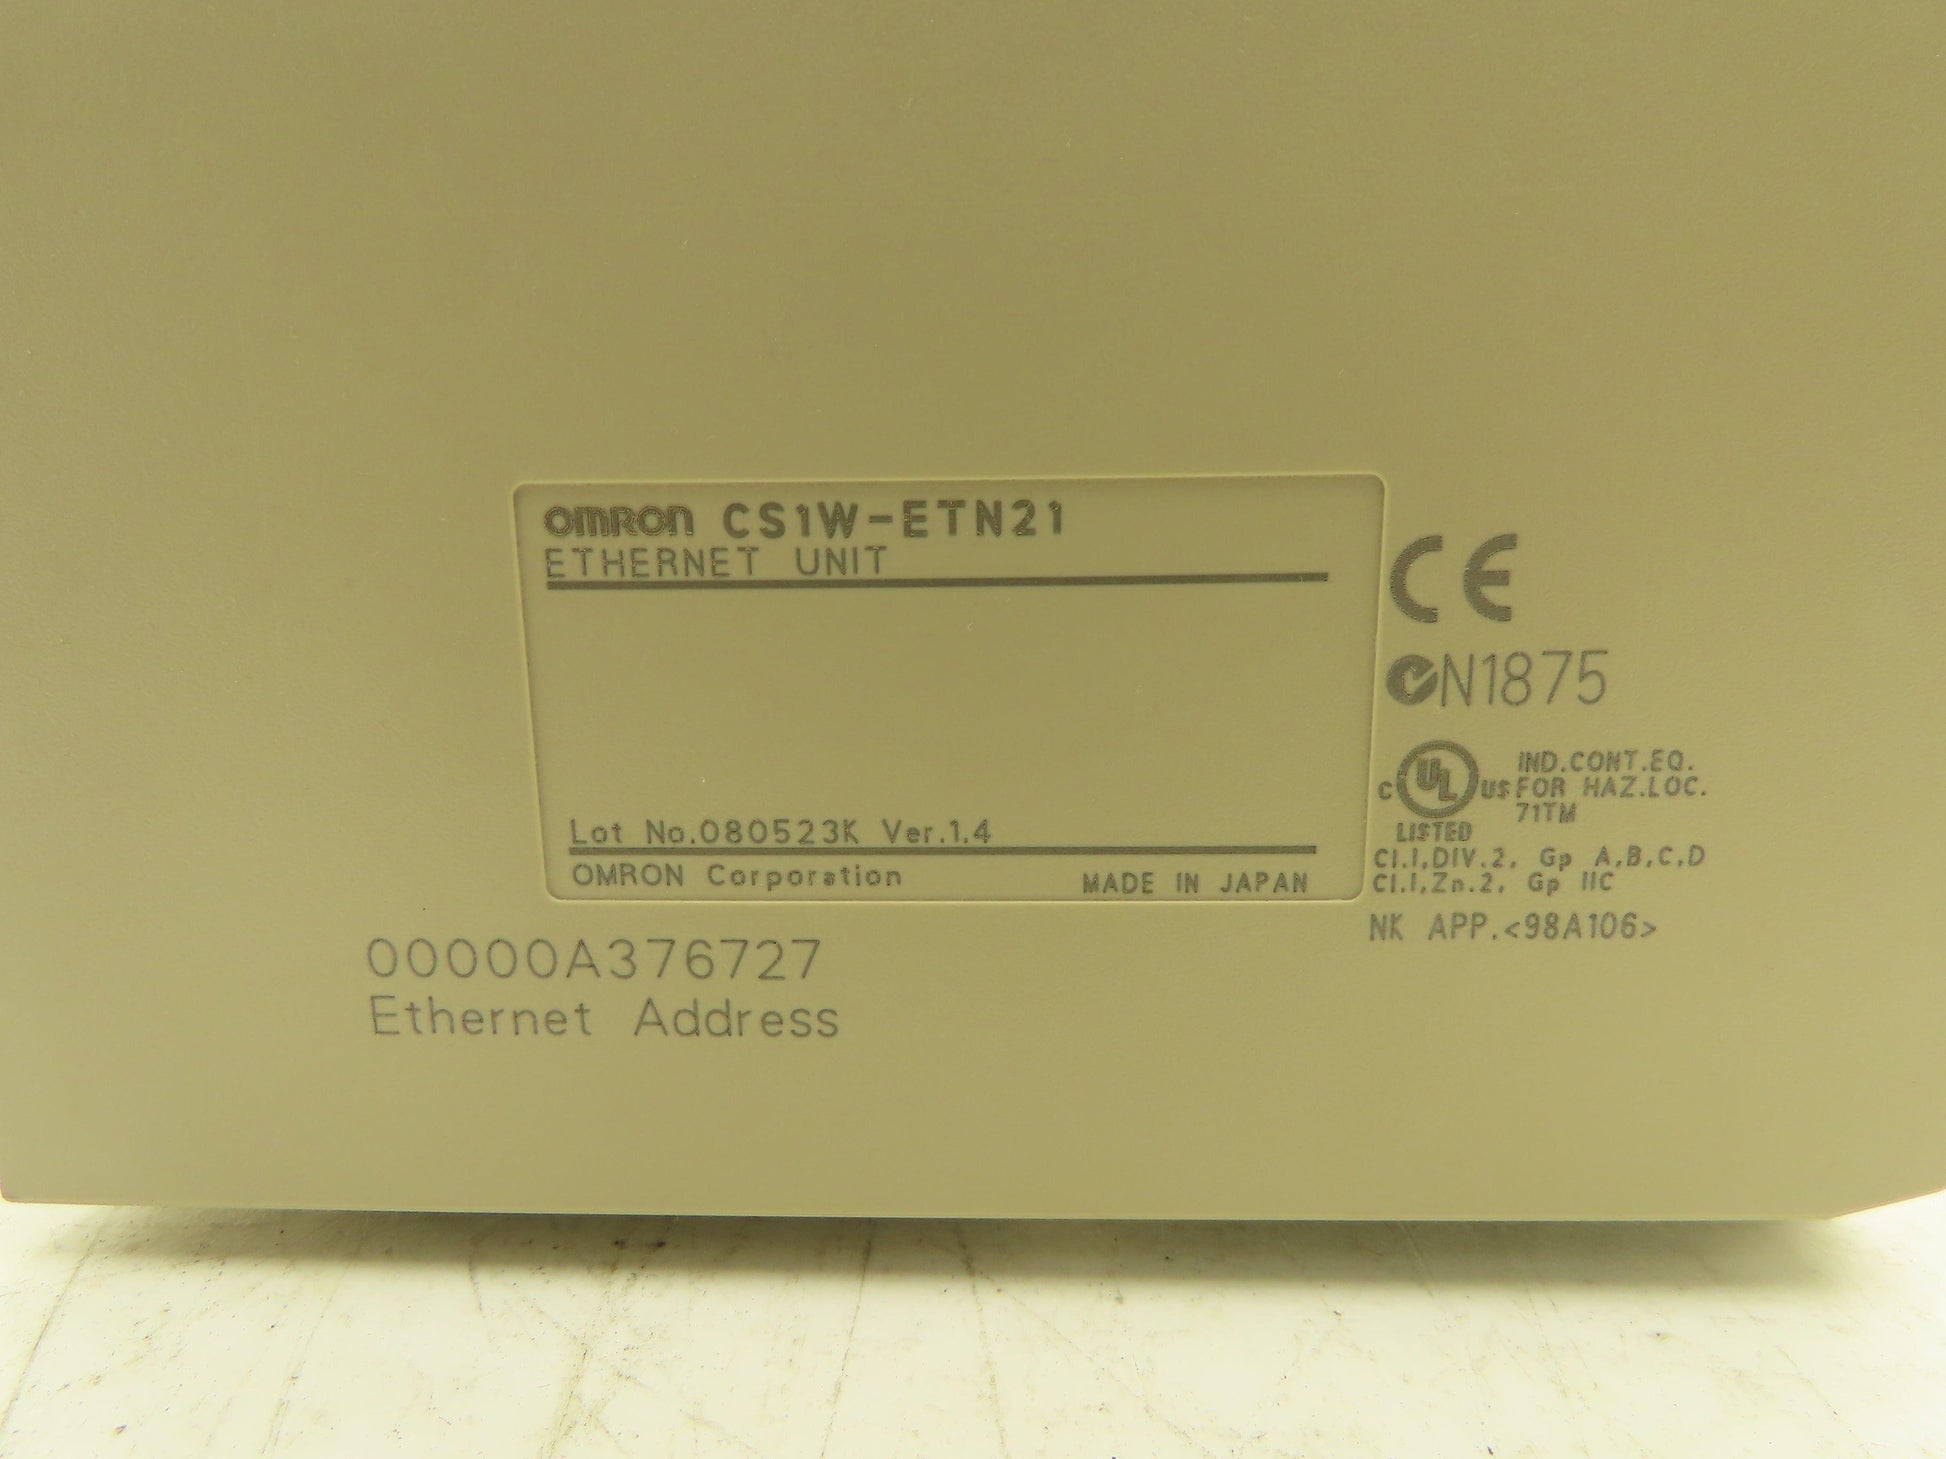 OMRON CS1W-ETN21
ETHERNET UNIT
Lot No.080523K Ver.1.4
OMRON Corporation MADE IN JAPAN
00000A376727
Ethernet Address
CE
N1875
C UL US LISTED
IND.CONT.EQ.
FOR HAZ.LOC.
71TM
Cl.I,DIV.2, Gp A,B,C,D
Cl.I,Zn.2, Gp IIC
NK APP.<98A106>